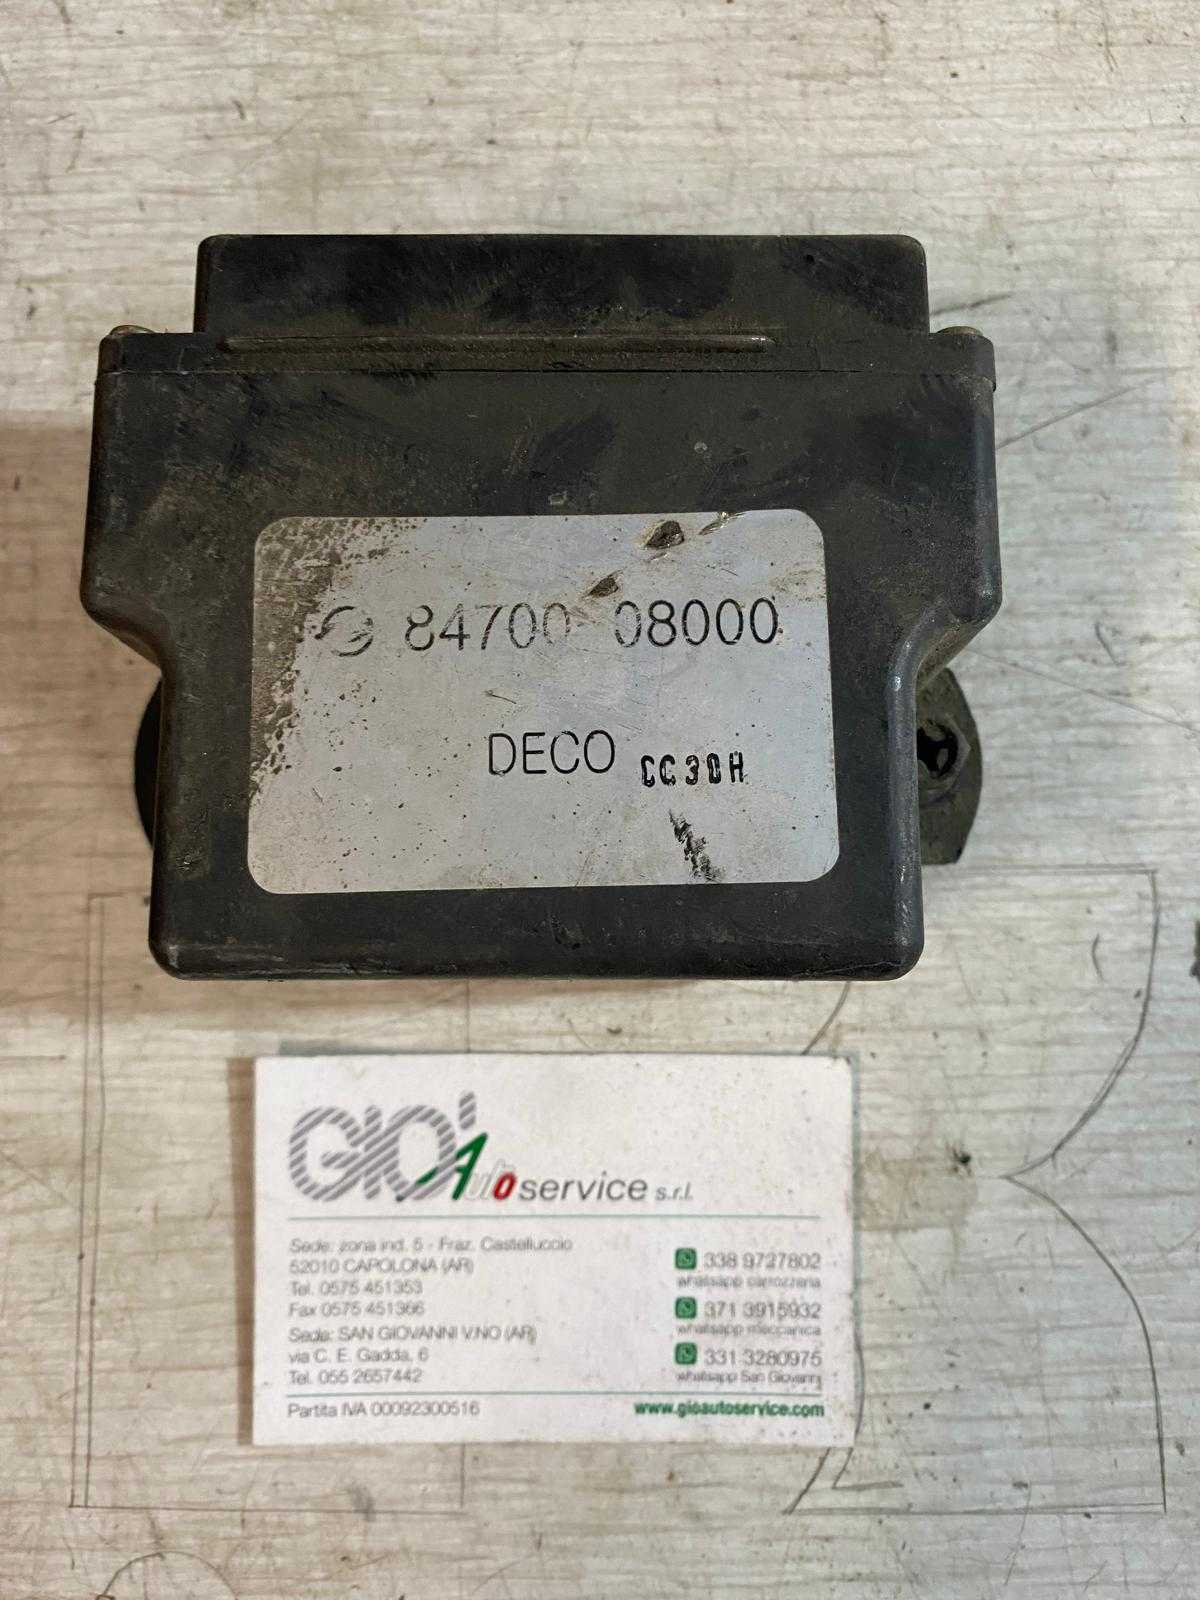 84700 08000
DECO CC30H
GIO' Autoservice s.r.l.
Sede: zona ind. 5 - Fraz. Castelluccio
52010 CAPOLONA (AR)
Tel. 0575 451353
Fax 0575 451366
Sede: SAN GIOVANNI V.NO (AR)
via C. E. Gadda, 6
Tel. 055 2657442
338 9727802
whatsapp carrozzeria
371 3915932
whatsapp meccanica
331 3280975
whatsapp San Giovanni
Partita IVA 00092300516
www.gioautoservice.com